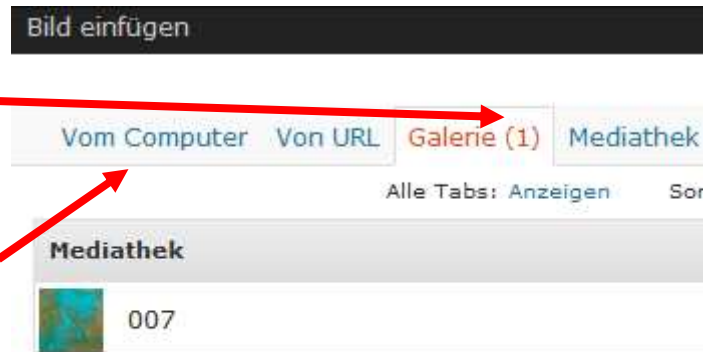 Bild einfügen
Vom Computer Von URL Galerie (1) Mediathek
Alle Tabs: Anzeigen
Mediathek
007